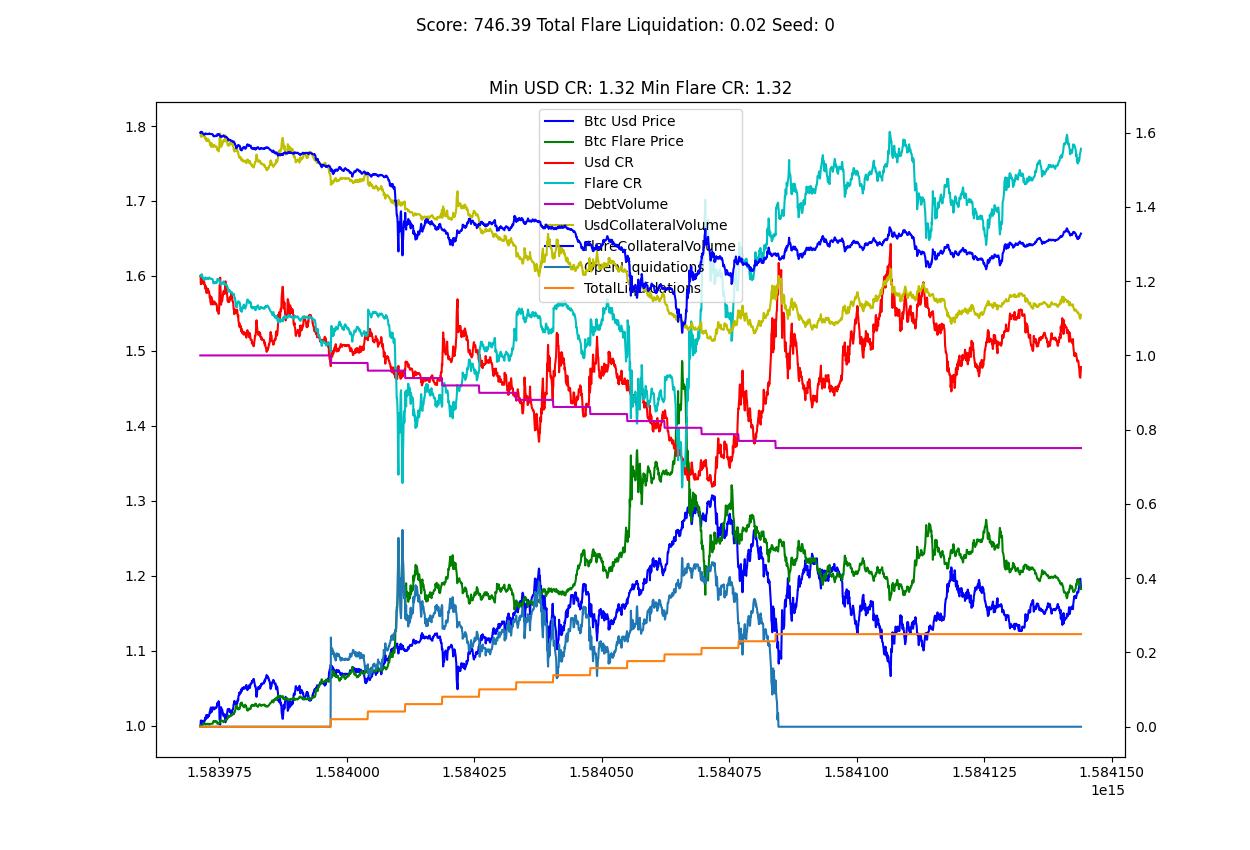 Score: 746.39 Total Flare Liquidation: 0.02 Seed: 0
Min USD CR: 1.32 Min Flare CR: 1.32
Btc Usd Price
Btc Flare Price
Usd CR
Flare CR
DebtVolume
UsdCollateralVolume
FlareCollateralVolume
OpenLiquidations
TotalLiquidations
1.8
1.7
1.6
1.5
1.4
1.3
1.2
1.1
1.0
1.6
1.4
1.2
1.0
0.8
0.6
0.4
0.2
0.0
1.583975 1.584000 1.584025 1.584050 1.584075 1.584100 1.584125 1.584150
1e15